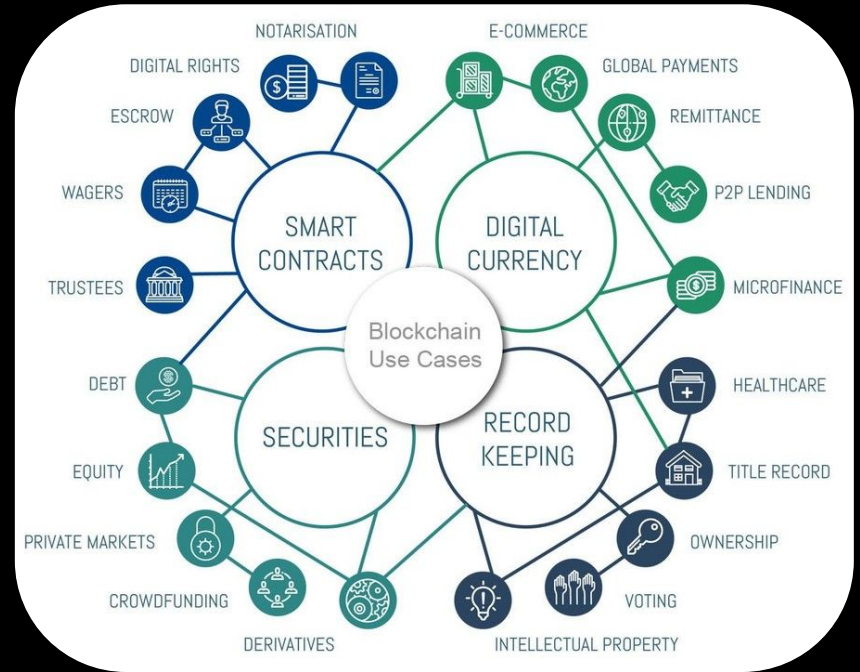 NOTARISATION
E-COMMERCE
DIGITAL RIGHTS
GLOBAL PAYMENTS
ESCROW
REMITTANCE
WAGERS
P2P LENDING
SMART
CONTRACTS
DIGITAL
CURRENCY
TRUSTEES
MICROFINANCE
Blockchain
Use Cases
DEBT
HEALTHCARE
SECURITIES
RECORD
KEEPING
EQUITY
TITLE RECORD
PRIVATE MARKETS
OWNERSHIP
CROWDFUNDING
VOTING
DERIVATIVES
INTELLECTUAL PROPERTY